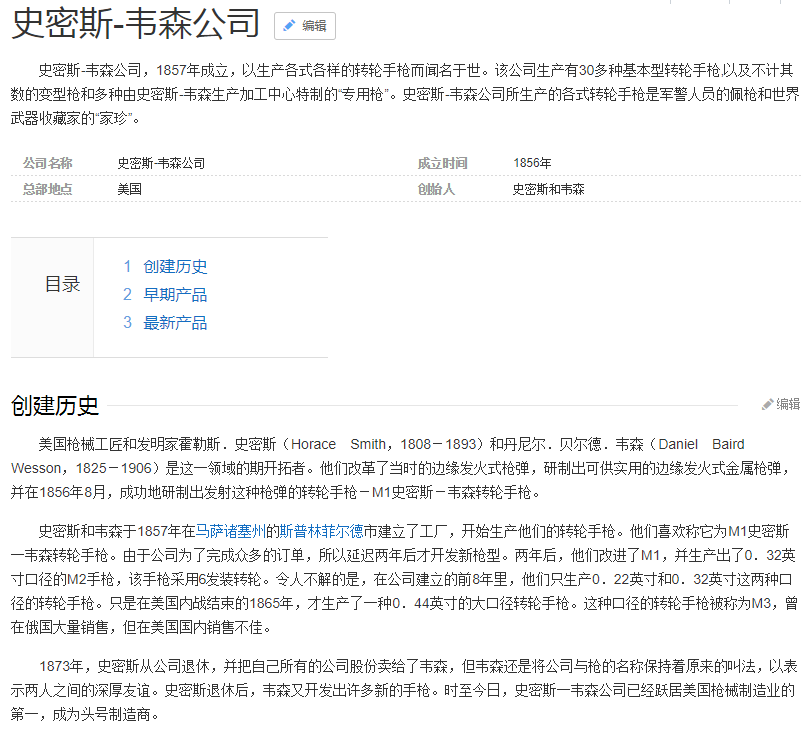 史密斯-韦森公司 编辑
史密斯-韦森公司，1857年成立，以生产各式各样的转轮手枪而闻名于世。该公司生产有30多种基本型转轮手枪,以及不计其
数的变型枪和多种由史密斯-韦森生产加工中心特制的“专用枪”。史密斯-韦森公司所生产的各式转轮手枪是军警人员的佩枪和世界
武器收藏家的“家珍”。
公司名称 史密斯-韦森公司 成立时间 1856年
总部地点 美国 创始人 史密斯和韦森
目录
1 创建历史
2 早期产品
3 最新产品
创建历史 编辑
美国枪械工匠和发明家霍勒斯．史密斯（Horace Smith，1808－1893）和丹尼尔．贝尔德．韦森（Daniel Baird
Wesson，1825－1906）是这一领域的期开拓者。他们改革了当时的边缘发火式枪弹，研制出可供实用的边缘发火式金属枪弹，
并在1856年8月，成功地研制出发射这种枪弹的转轮手枪－M1史密斯－韦森转轮手枪。
史密斯和韦森于1857年在马萨诸塞州的斯普林菲尔德市建立了工厂，开始生产他们的转轮手枪。他们喜欢称它为M1史密斯
一韦森转轮手枪。由于公司为了完成众多的订单，所以延迟两年后才开发新枪型。两年后，他们改进了M1，并生产出了0．32英
寸口径的M2手枪，该手枪采用6发装转轮。令人不解的是，在公司建立的前8年里，他们只生产0．22英寸和0．32英寸这两种口
径的转轮手枪。只是在美国内战结束的1865年，才生产了一种0．44英寸的大口径转轮手枪。这种口径的转轮手枪被称为M3，曾
在俄国大量销售，但在美国国内销售不佳。
1873年，史密斯从公司退休，并把自己所有的公司股份卖给了韦森，但韦森还是将公司与枪的名称保持着原来的叫法，以表
示两人之间的深厚友谊。史密斯退休后，韦森又开发出许多新的手枪。时至今日，史密斯一韦森公司已经跃居美国枪械制造业的
第一，成为头号制造商。